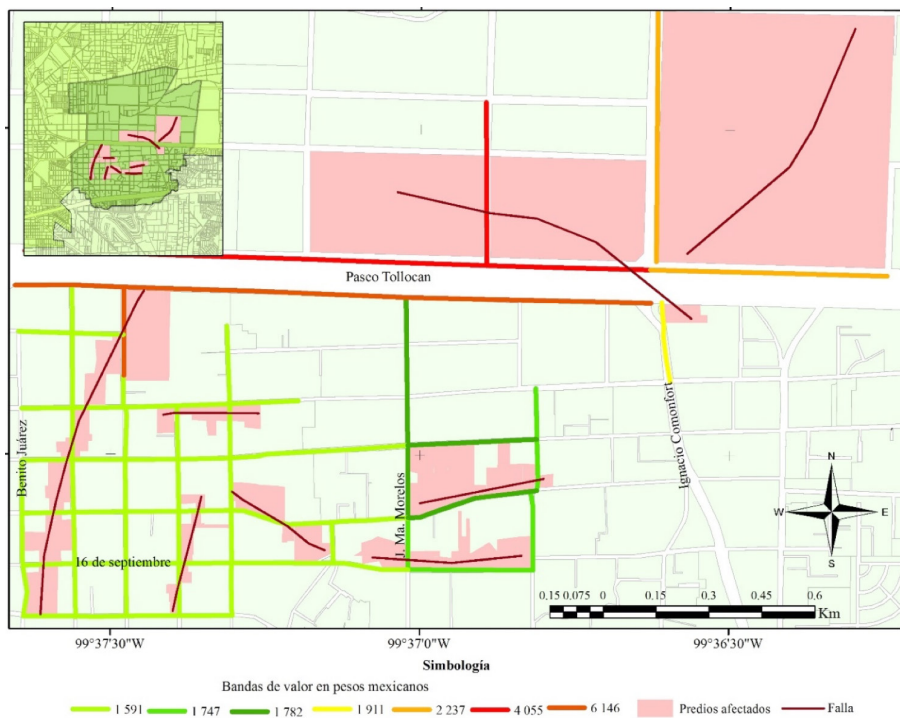 Paseo Tollocan
Benito Juárez
J. Ma. Morelos
Ignacio Comonfort
16 de septiembre
N
W E
S
0.15 0.075 0 0.15 0.3 0.45 0.6
Km
99°37'30"W 99°37'0"W 99°36'30"W
Simbología
Bandas de valor en pesos mexicanos
1 591 1 747 1 782 1 911 2 237 4 055 6 146 Predios afectados Falla